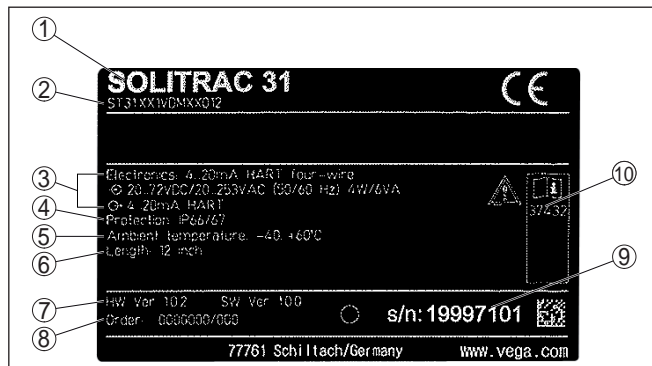 ①
SOLITRAC 31
②
ST31XX1VDMXX012
CE
③
Electronics: 4..20mA HART four-wire
20..72VDC/20..253VAC (50/60 Hz) 4W/6VA
4..20mA HART
④
Protection: IP66/67
⑤
Ambient temperature: -40..+60°C
⑥
Length: 12 inch
i
⑩
37432
⑦
HW Ver 10.2 SW Ver 1.0.0
⑧
Order: 0000000/000
s/n: 19997101
⑨
77761 Schiltach/Germany www.vega.com